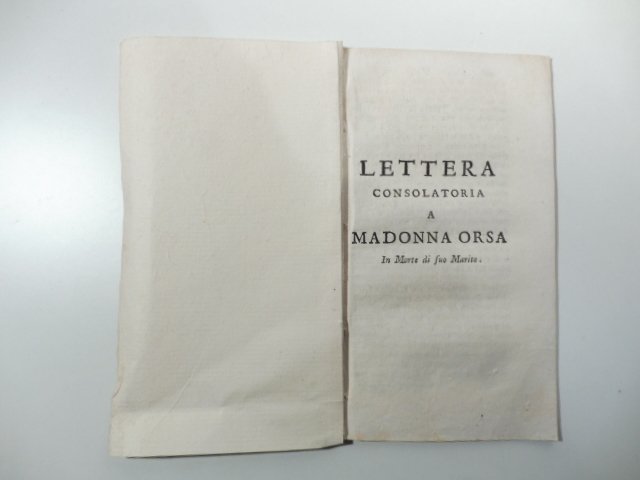 LETTERA
CONSOLATORIA
A
MADONNA ORSA
In Morte di ſuo Marito.